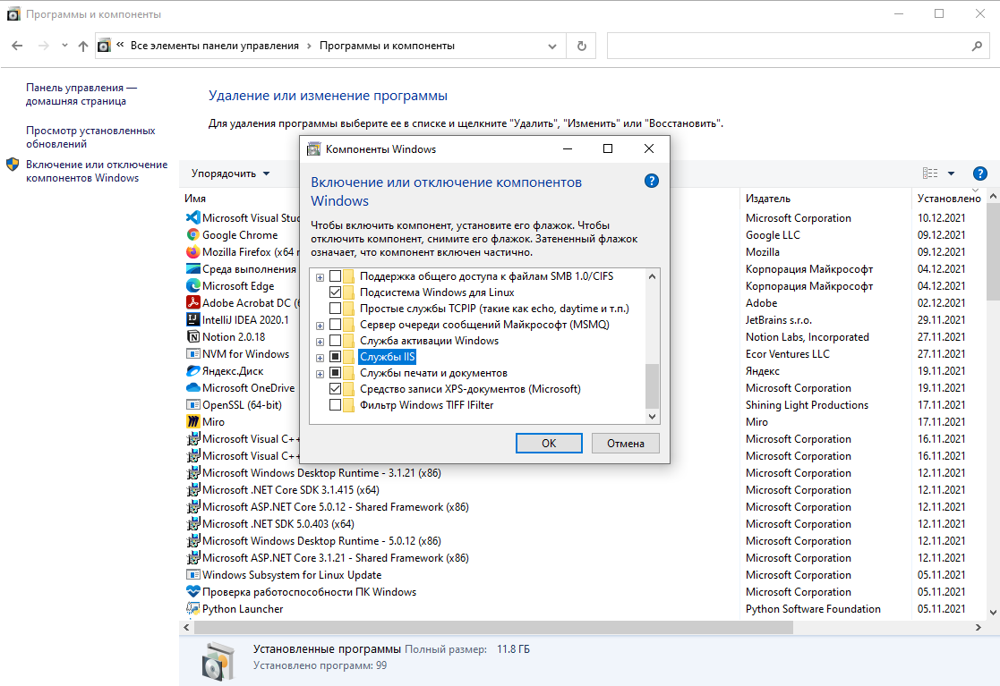 Программы и компоненты
« Все элементы панели управления › Программы и компоненты
Панель управления —
домашняя страница
Просмотр установленных
обновлений
Включение или отключение
компонентов Windows
Удаление или изменение программы
Для удаления программы выберите ее в списке и щелкните "Удалить", "Изменить" или "Восстановить".
Упорядочить
Имя Издатель Установлено
Microsoft Visual Stud Microsoft Corporation 10.12.2021
Google Chrome Google LLC 09.12.2021
Mozilla Firefox (x64 r Mozilla 09.12.2021
Среда выполнения Корпорация Майкрософт 04.12.2021
Microsoft Edge Корпорация Майкрософт 04.12.2021
Adobe Acrobat DC (6 Adobe 02.12.2021
IntelliJ IDEA 2020.1 JetBrains s.r.o. 29.11.2021
Notion 2.0.18 Notion Labs, Incorporated 27.11.2021
NVM for Windows Ecor Ventures LLC 27.11.2021
Яндекс.Диск Яндекс 19.11.2021
Microsoft OneDrive Microsoft Corporation 19.11.2021
OpenSSL (64-bit) Shining Light Productions 17.11.2021
Miro Miro 17.11.2021
Microsoft Visual C++ Microsoft Corporation 16.11.2021
Microsoft Visual C++ Microsoft Corporation 16.11.2021
Microsoft Windows Desktop Runtime - 3.1.21 (x86) Microsoft Corporation 12.11.2021
Microsoft .NET Core SDK 3.1.415 (x64) Microsoft Corporation 12.11.2021
Microsoft ASP.NET Core 5.0.12 - Shared Framework (x86) Microsoft Corporation 12.11.2021
Microsoft .NET SDK 5.0.403 (x64) Microsoft Corporation 12.11.2021
Microsoft Windows Desktop Runtime - 5.0.12 (x86) Microsoft Corporation 12.11.2021
Microsoft ASP.NET Core 3.1.21 - Shared Framework (x86) Microsoft Corporation 12.11.2021
Windows Subsystem for Linux Update Microsoft Corporation 05.11.2021
Проверка работоспособности ПК Windows Microsoft Corporation 05.11.2021
Python Launcher Python Software Foundation 05.11.2021
Установленные программы Полный размер: 11.8 ГБ
Установлено программ: 99
Компоненты Windows
Включение или отключение компонентов
Windows
Чтобы включить компонент, установите его флажок. Чтобы
отключить компонент, снимите его флажок. Затененный флажок
означает, что компонент включен частично.
Поддержка общего доступа к файлам SMB 1.0/CIFS
Подсистема Windows для Linux
Простые службы TCPIP (такие как echo, daytime и т.п.)
Сервер очереди сообщений Майкрософт (MSMQ)
Служба активации Windows
Службы IIS
Службы печати и документов
Средство записи XPS-документов (Microsoft)
Фильтр Windows TIFF IFilter
ОК Отмена